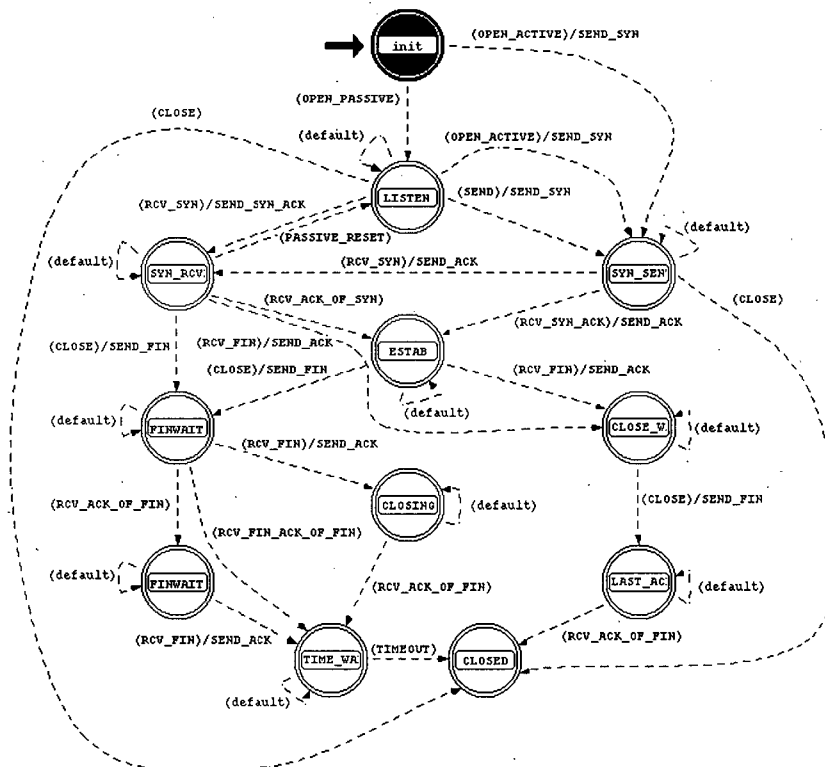 (OPEN_ACTIVE)/SEND_SYN
init
(OPEN_PASSIVE)
(CLOSE)
(default)
(OPEN_ACTIVE)/SEND_SYN
LISTEN
(SEND)/SEND_SYN
(RCV_SYN)/SEND_SYN_ACK
(PASSIVE_RESET)
(default)
(default)
SYN_RCV
(RCV_SYN)/SEND_ACK
SYN_SEN
(RCV_ACK_OF_SYN)
(CLOSE)
(RCV_SYN_ACK)/SEND_ACK
(CLOSE)/SEND_FIN
(RCV_FIN)/SEND_ACK
ESTAB
(CLOSE)/SEND_FIN
(RCV_FIN)/SEND_ACK
(default)
(default)
FINWAIT
CLOSE_W
(default)
(RCV_FIN)/SEND_ACK
(RCV_ACK_OF_FIN)
CLOSING
(default)
(CLOSE)/SEND_FIN
(RCV_FIN_ACK_OF_FIN)
(default)
FINWAIT
(RCV_ACK_OF_FIN)
LAST_AC
(default)
(RCV_FIN)/SEND_ACK
(RCV_ACK_OF_FIN)
TIME_WA
(TIMEOUT)
CLOSED
(default)